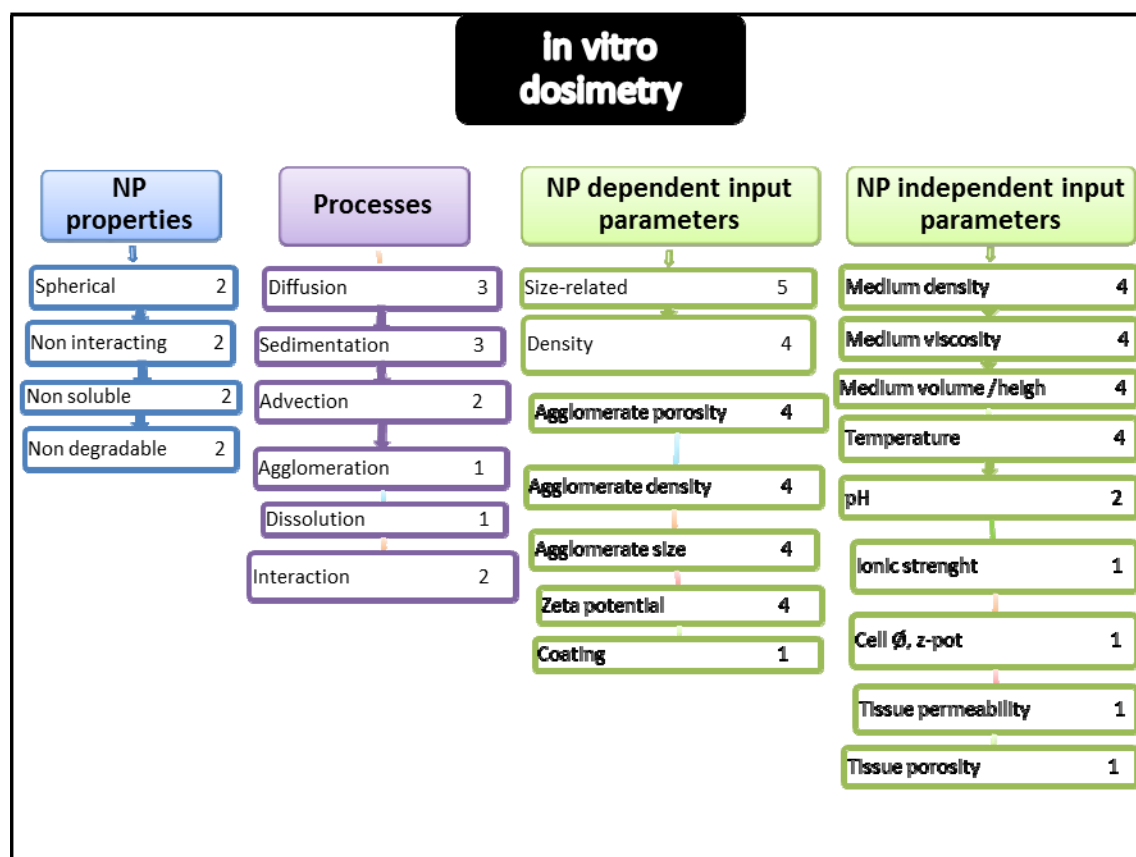 in vitro
dosimetry
NP
properties
Spherical 2
Non interacting 2
Non soluble 2
Non degradable 2
Processes
Diffusion 3
Sedimentation 3
Advection 2
Agglomeration 1
Dissolution 1
Interaction 2
NP dependent input
parameters
Size-related 5
Density 4
Agglomerate porosity 4
Agglomerate density 4
Agglomerate size 4
Zeta potential 4
Coating 1
NP independent input
parameters
Medium density 4
Medium viscosity 4
Medium volume /heigh 4
Temperature 4
pH 2
Ionic strenght 1
Cell Ø, z-pot 1
Tissue permeability 1
Tissue porosity 1